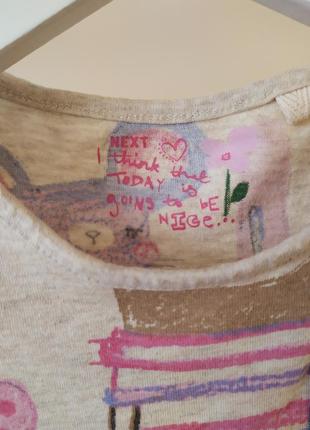 NEXT
I think that
TODAY is
goiNG to bE
NICe...